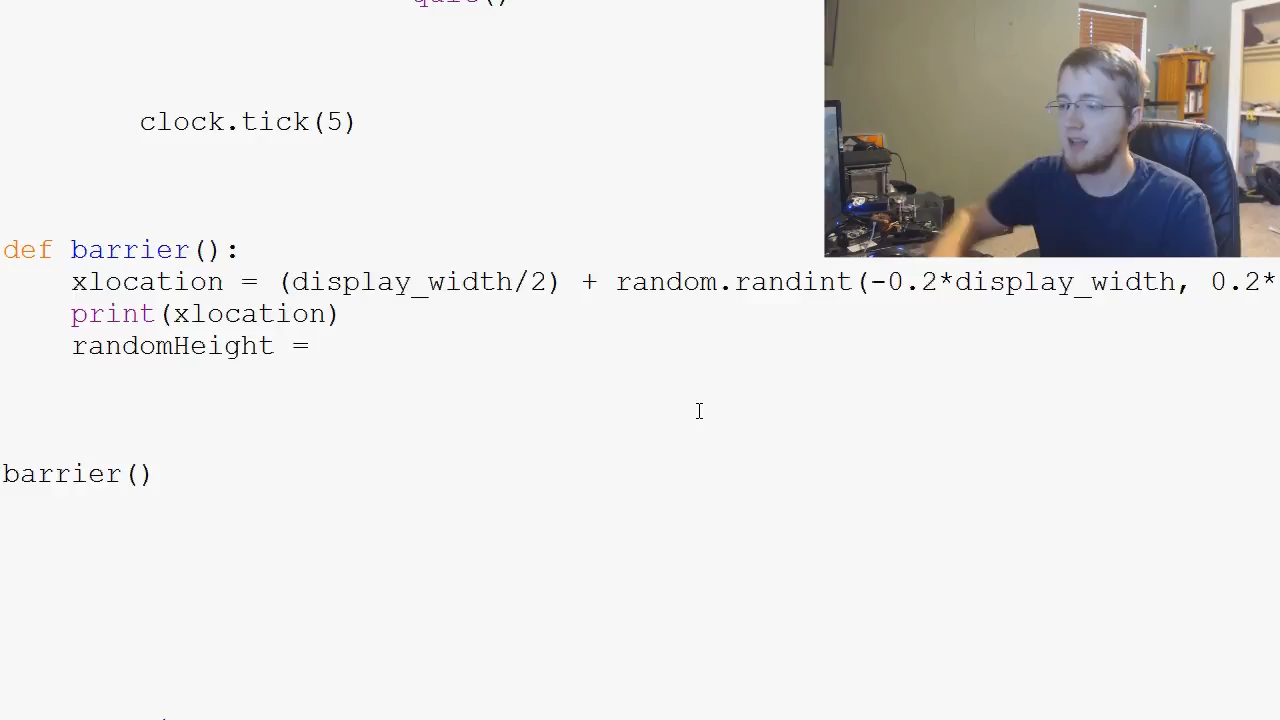 quit()
clock.tick(5)
def barrier():
xlocation = (display_width/2) + random.randint(-0.2*display_width, 0.2*
print(xlocation)
randomHeight =
barrier()